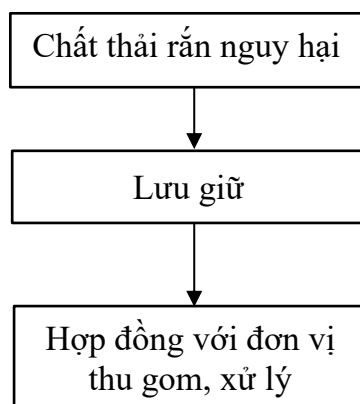 Chất thải rắn nguy hại
Lưu giữ
Hợp đồng với đơn vị
thu gom, xử lý